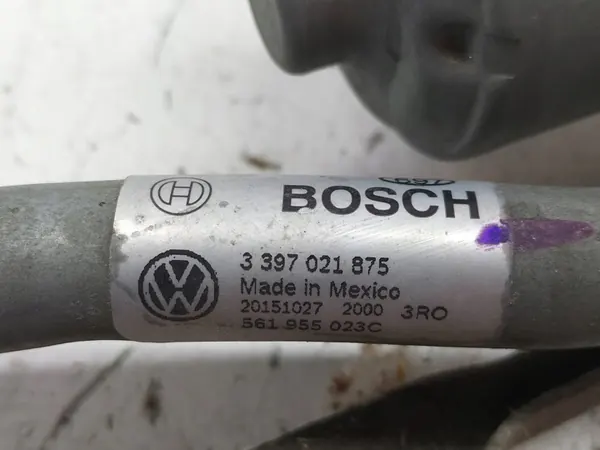 BOSCH
3 397 021 875
Made in Mexico
20151027 2000 3RO
561 955 023C